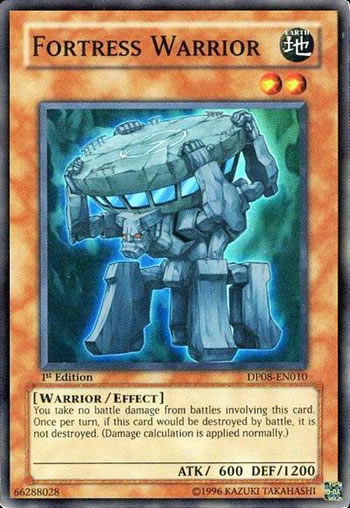 FORTRESS WARRIOR
EARTH
地
1st Edition
DP08-EN010
[WARRIOR/EFFECT]
You take no battle damage from battles involving this card.
Once per turn, if this card would be destroyed by battle, it
is not destroyed. (Damage calculation is applied normally.)
ATK/ 600 DEF/1200
66288028
©1996 KAZUKI TAKAHASHI